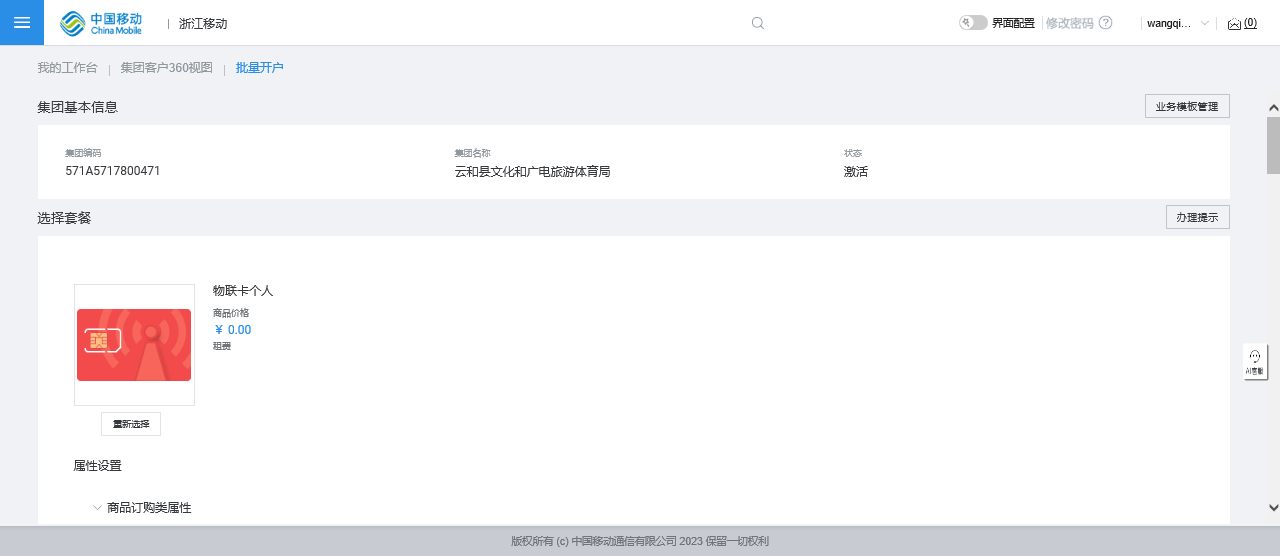 中国移动
China Mobile
浙江移动
界面配置
修改密码
wangqi...
(0)
我的工作台
集团客户360视图
批量开户
集团基本信息
业务模板管理
集团编码
集团名称
状态
571A5717800471
云和县文化和广电旅游体育局
激活
选择套餐
办理提示
物联卡个人
商品价格
¥ 0.00
租费
AI客服
重新选择
属性设置
商品订购类属性
版权所有 (c) 中国移动通信有限公司 2023 保留一切权利